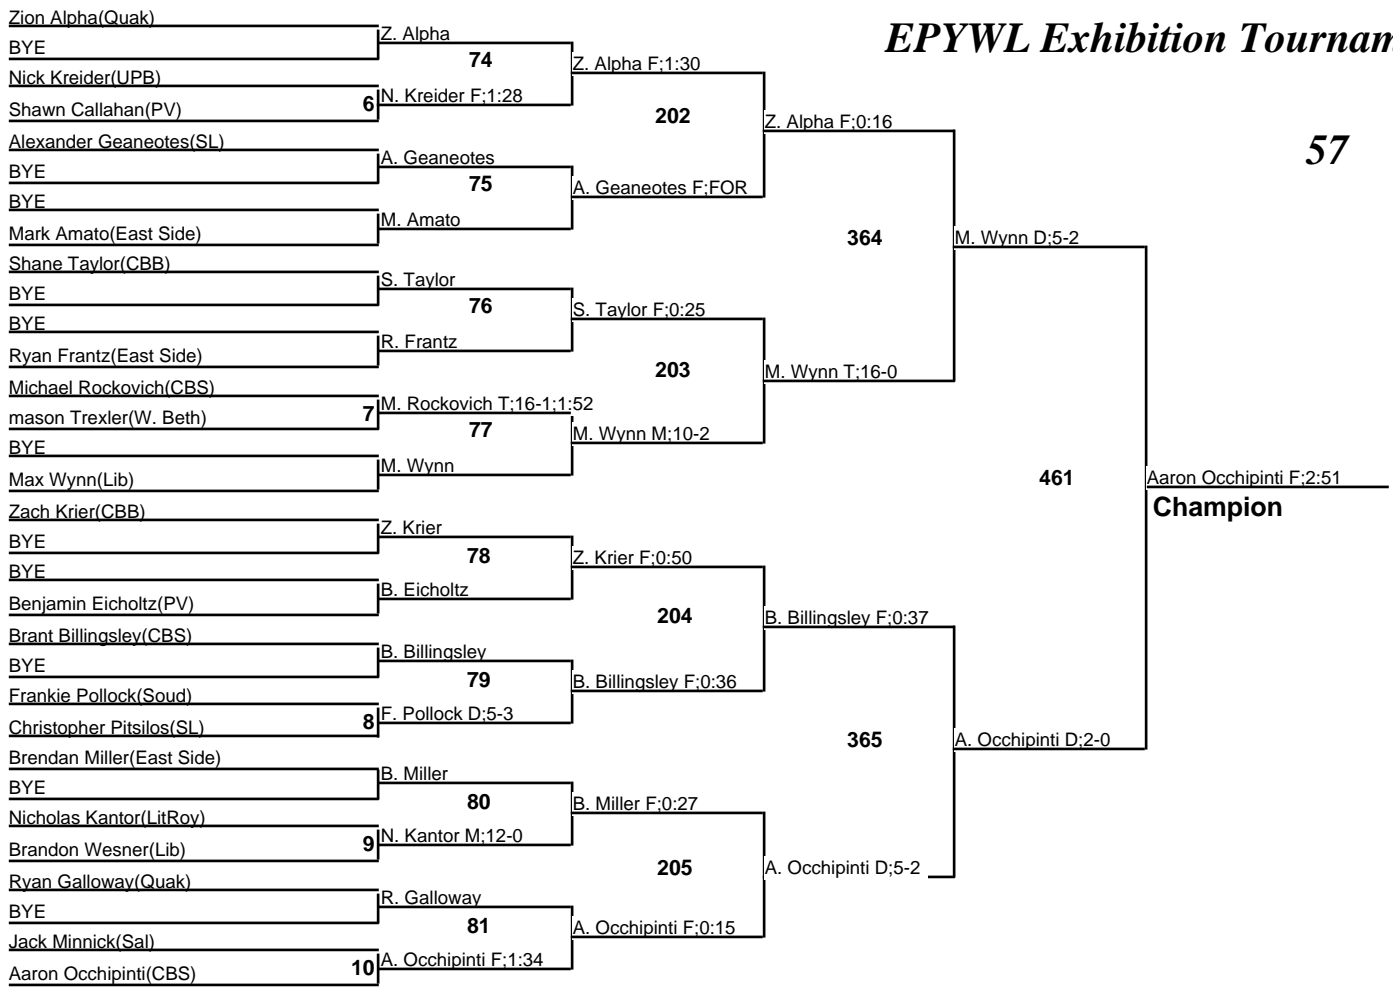 EPYWL Exhibition Tournam
57
Zion Alpha(Quak)
BYE
Nick Kreider(UPB)
Shawn Callahan(PV)
Alexander Geaneotes(SL)
BYE
BYE
Mark Amato(East Side)
Shane Taylor(CBB)
BYE
BYE
Ryan Frantz(East Side)
Michael Rockovich(CBS)
mason Trexler(W. Beth)
BYE
Max Wynn(Lib)
Zach Krier(CBB)
BYE
BYE
Benjamin Eicholtz(PV)
Brant Billingsley(CBS)
BYE
Frankie Pollock(Soud)
Christopher Pitsilos(SL)
Brendan Miller(East Side)
BYE
Nicholas Kantor(LitRoy)
Brandon Wesner(Lib)
Ryan Galloway(Quak)
BYE
Jack Minnick(Sal)
Aaron Occhipinti(CBS)
6
7
8
9
10
Z. Alpha
N. Kreider F;1:28
A. Geaneotes
M. Amato
S. Taylor
R. Frantz
M. Rockovich T;16-1;1:52
M. Wynn
Z. Krier
B. Eicholtz
B. Billingsley
F. Pollock D;5-3
B. Miller
N. Kantor M;12-0
R. Galloway
A. Occhipinti F;1:34
74
75
76
77
78
79
80
81
Z. Alpha F;1:30
A. Geaneotes F;FOR
S. Taylor F;0:25
M. Wynn M;10-2
Z. Krier F;0:50
B. Billingsley F;0:36
B. Miller F;0:27
A. Occhipinti F;0:15
202
203
204
205
Z. Alpha F;0:16
M. Wynn T;16-0
B. Billingsley F;0:37
A. Occhipinti D;5-2
364
365
M. Wynn D;5-2
A. Occhipinti D;2-0
461
Aaron Occhipinti F;2:51
Champion